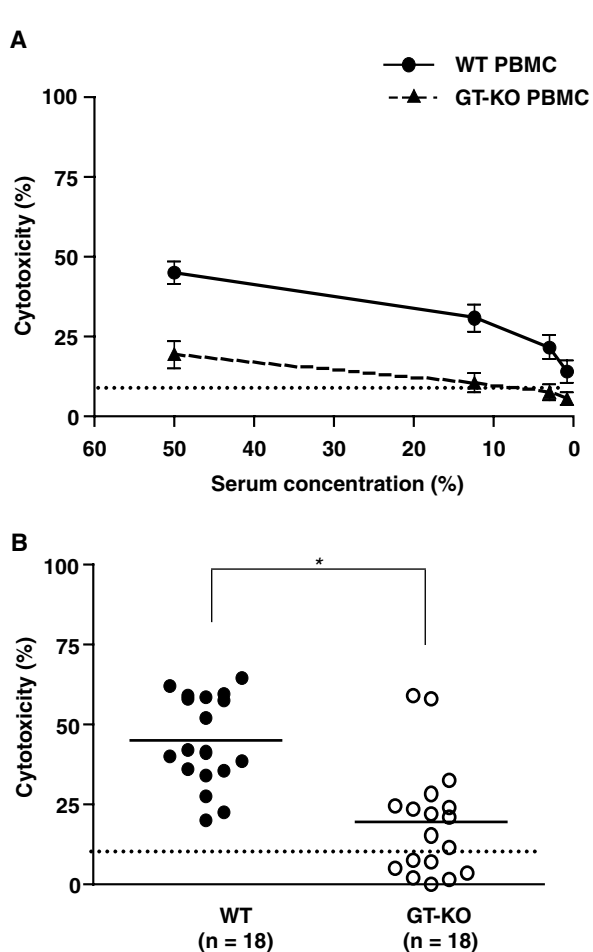 A
WT PBMC
GT-KO PBMC
100
75
50
25
0
Cytotoxicity (%)
60 50 40 30 20 10 0
Serum concentration (%)
B
*
100
75
50
25
0
Cytotoxicity (%)
WT GT-KO
(n = 18) (n = 18)